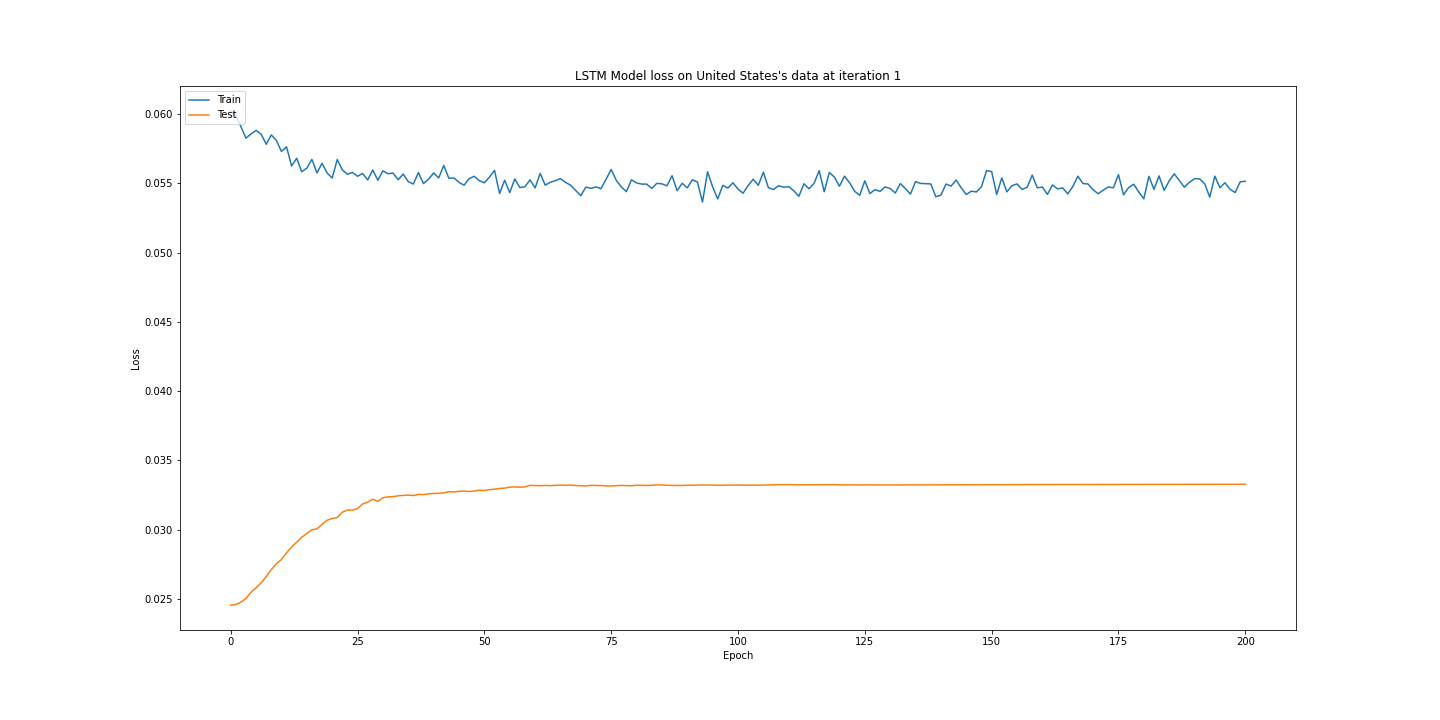 LSTM Model loss on United States's data at iteration 1
Train
Test
0.060
0.055
0.050
0.045
0.040
0.035
0.030
0.025
Loss
0 25 50 75 100 125 150 175 200
Epoch